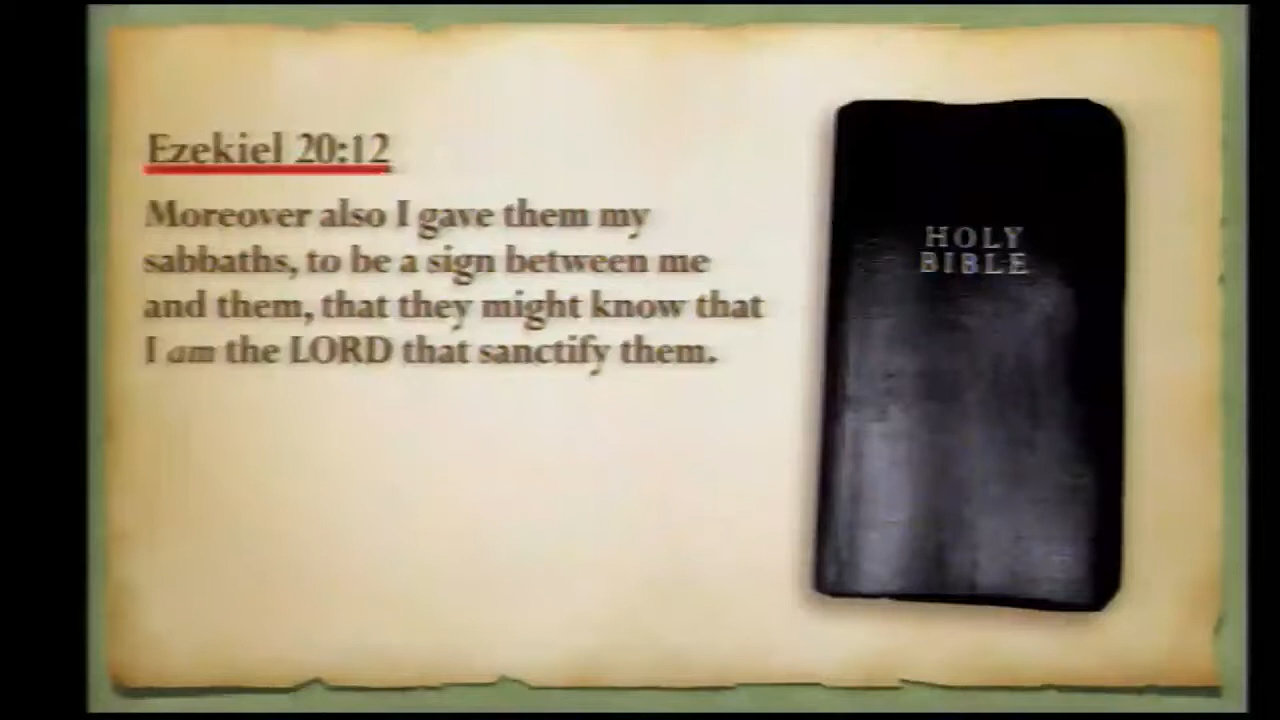 Ezekiel 20:12
Moreover also I gave them my
sabbaths, to be a sign between me
and them, that they might know that
I am the LORD that sanctify them.
HOLY
BIBLE